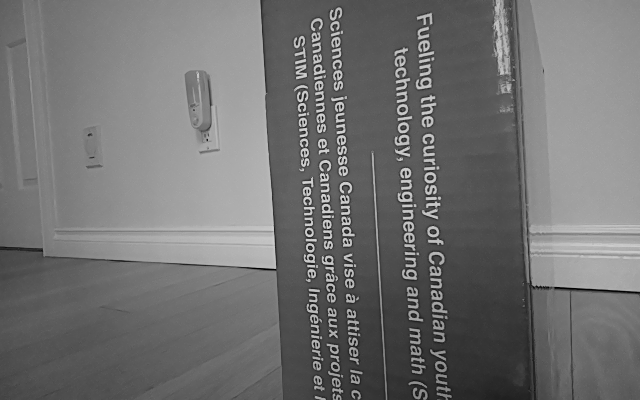 Fueling the curiosity of Canadian youth
technology, engineering and math (S
Sciences jeunesse Canada vise à attiser la c
Canadiennes et Canadiens grâce aux projets
STIM (Sciences, Technologie, Ingénierie et